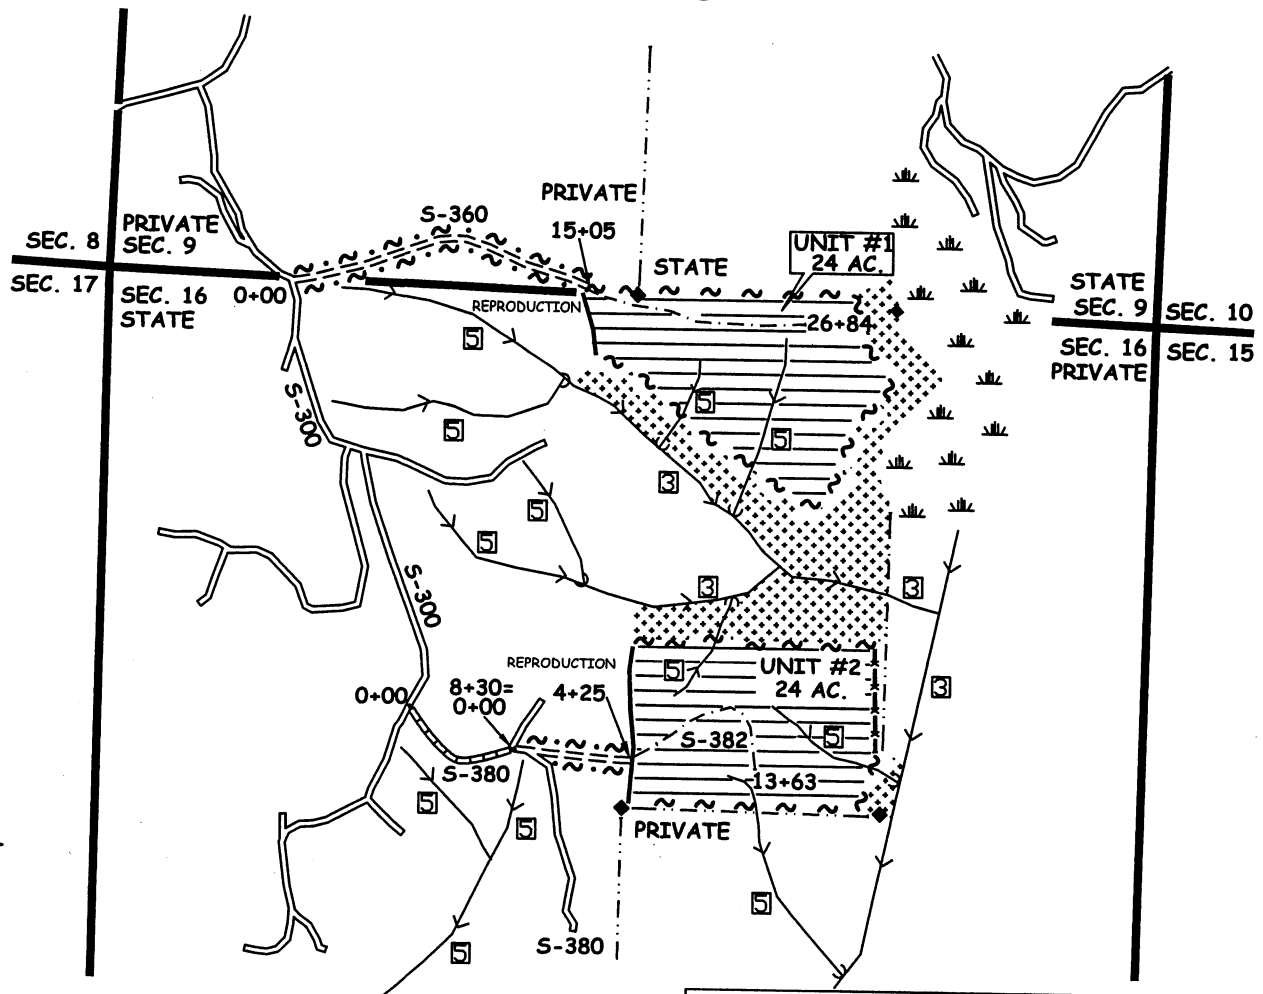 PRIVATE
S-360
15+05
PRIVATE
SEC. 8
SEC. 9
UNIT #1
24 AC.
STATE
SEC. 17
SEC. 16
STATE
0+00
REPRODUCTION
STATE
SEC. 9
SEC. 10
26+84
SEC. 16
SEC. 15
PRIVATE
5
5
5
S-300
5
3
5
5
S-300
3
3
REPRODUCTION
5
UNIT #2
24 AC.
3
0+00
8+30=
0+00
4+25
S-382
5
S-380
13+63
5
5
PRIVATE
5
S-380
5